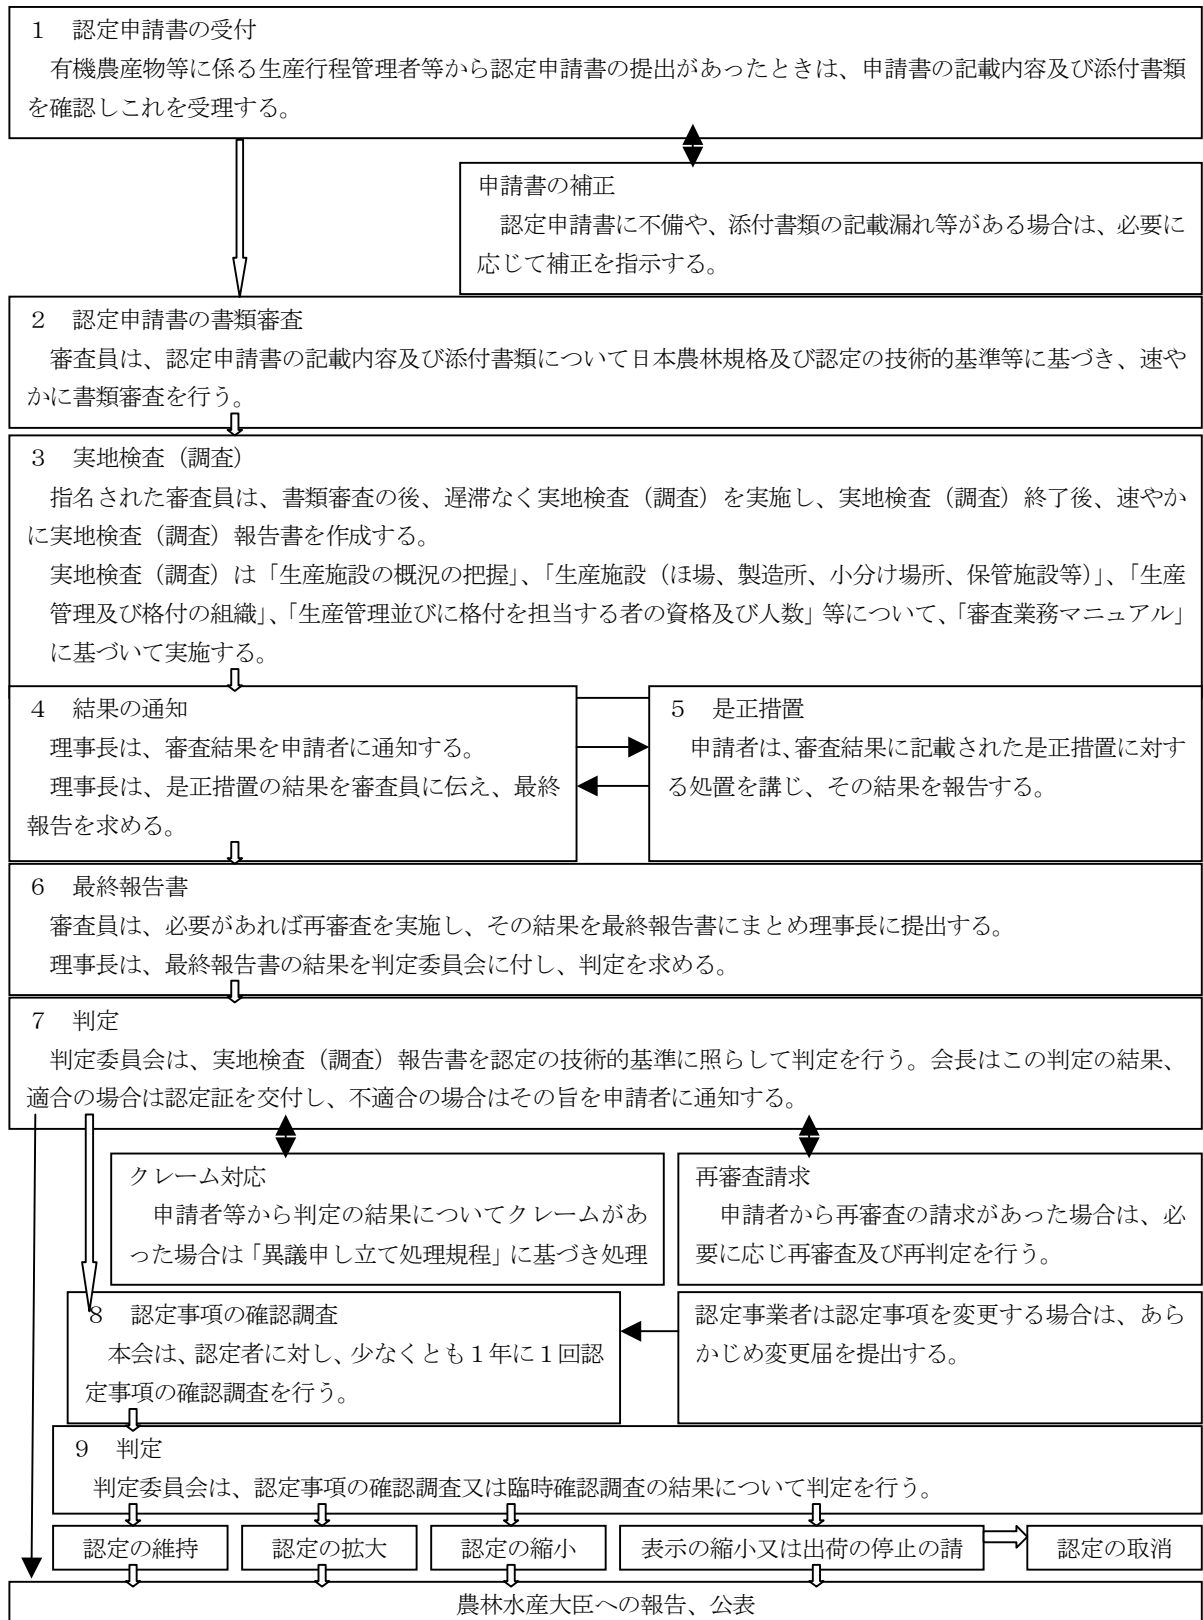 １　認定申請書の受付
有機農産物等に係る生産行程管理者等から認定申請書の提出があったときは、申請書の記載内容及び添付書類
を確認しこれを受理する。
申請書の補正
認定申請書に不備や、添付書類の記載漏れ等がある場合は、必要に
応じて補正を指示する。
２　認定申請書の書類審査
審査員は、認定申請書の記載内容及び添付書類について日本農林規格及び認定の技術的基準等に基づき、速や
かに書類審査を行う。
３　実地検査（調査）
指名された審査員は、書類審査の後、遅滞なく実地検査（調査）を実施し、実地検査（調査）終了後、速やか
に実地検査（調査）報告書を作成する。
実地検査（調査）は「生産施設の概況の把握」、「生産施設（ほ場、製造所、小分け場所、保管施設等）」、「生産
管理及び格付の組織」、「生産管理並びに格付を担当する者の資格及び人数」等について、「審査業務マニュアル」
に基づいて実施する。
４　結果の通知
理事長は、審査結果を申請者に通知する。
理事長は、是正措置の結果を審査員に伝え、最終
報告を求める。
５　是正措置
申請者は、審査結果に記載された是正措置に対す
る処置を講じ、その結果を報告する。
６　最終報告書
審査員は、必要があれば再審査を実施し、その結果を最終報告書にまとめ理事長に提出する。
理事長は、最終報告書の結果を判定委員会に付し、判定を求める。
７　判定
判定委員会は、実地検査（調査）報告書を認定の技術的基準に照らして判定を行う。会長はこの判定の結果、
適合の場合は認定証を交付し、不適合の場合はその旨を申請者に通知する。
クレーム対応
申請者等から判定の結果についてクレームがあ
った場合は「異議申し立て処理規程」に基づき処理
再審査請求
申請者から再審査の請求があった場合は、必
要に応じ再審査及び再判定を行う。
８　認定事項の確認調査
本会は、認定者に対し、少なくとも１年に１回認
定事項の確認調査を行う。
認定事業者は認定事項を変更する場合は、あら
かじめ変更届を提出する。
９　判定
判定委員会は、認定事項の確認調査又は臨時確認調査の結果について判定を行う。
認定の維持
認定の拡大
認定の縮小
表示の縮小又は出荷の停止の請
認定の取消
農林水産大臣への報告、公表